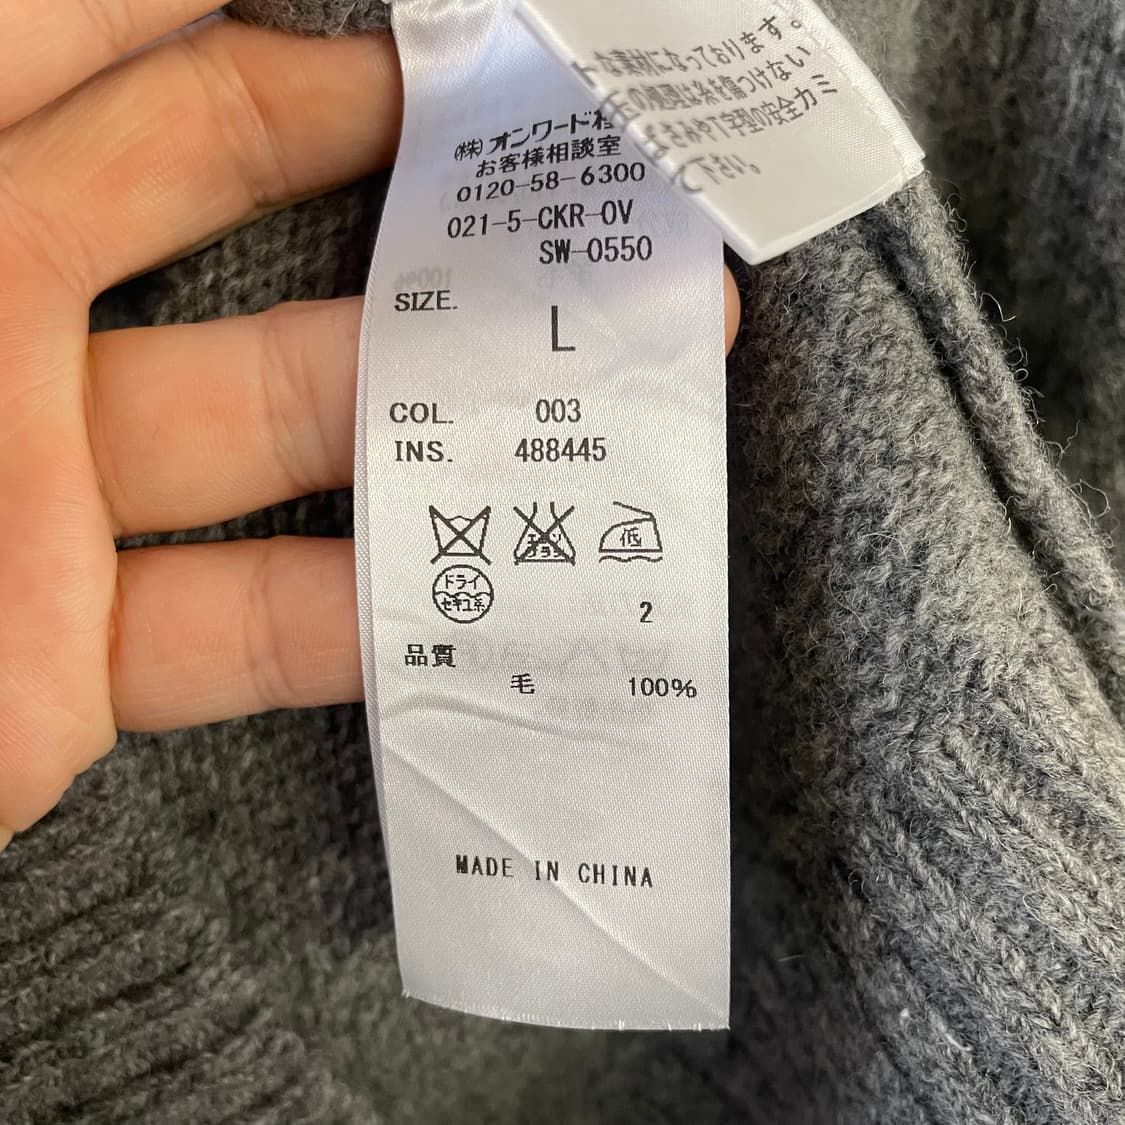 な素材になっております。
の処理は糸を傷つけない
さみやT字型の安全カミ
て下さい。
(株)オンワード樫
お客様相談室
0120-58-6300
021-5-CKR-OV
SW-0550
SIZE. L
COL. 003
INS. 488445
低
ドライ
セキユ系
2
品質
毛 100%
MADE IN CHINA